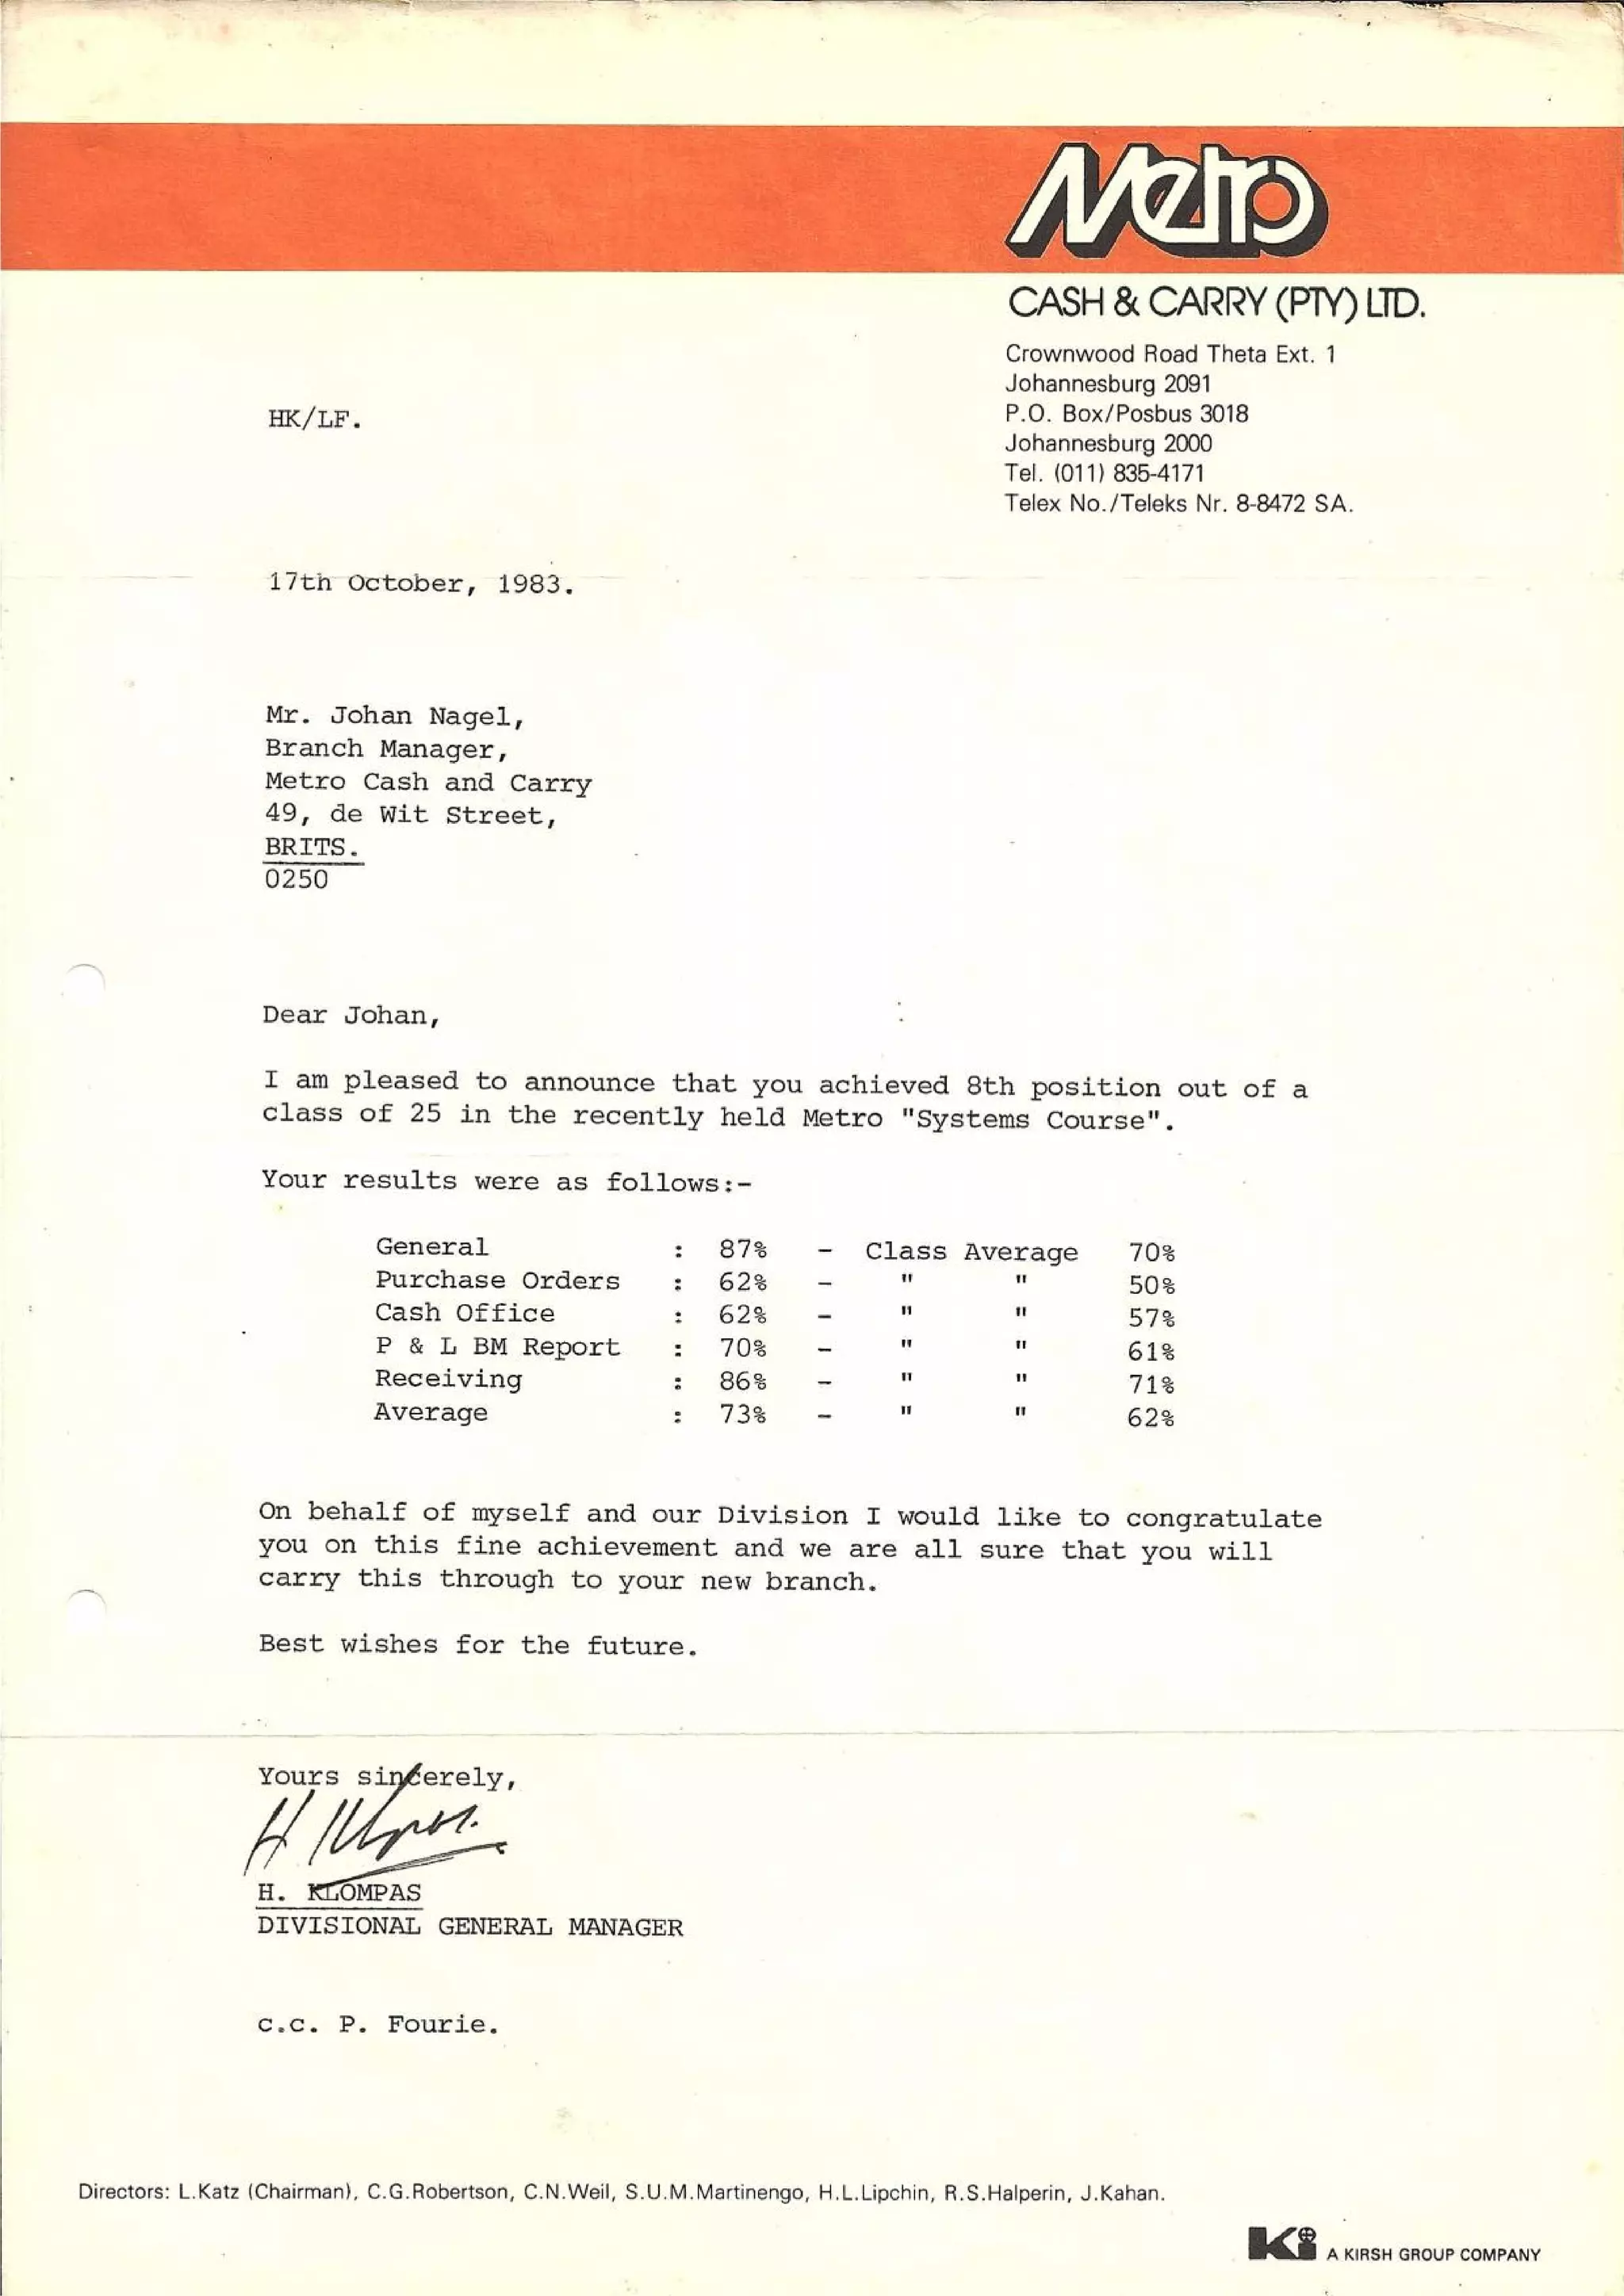 Metro
CASH & CARRY (PTY) LTD.
Crownwood Road Theta Ext. 1
Johannesburg 2091
P.O. Box/Posbus 3018
Johannesburg 2000
Tel. (011) 835-4171
Telex No./Teleks Nr. 8-8472 SA.
HK/LF.
17th October, 1983.
Mr. Johan Nagel,
Branch Manager,
Metro Cash and Carry
49, de Wit Street,
BRITS.
0250
Dear Johan,
I am pleased to announce that you achieved 8th position out of a
class of 25 in the recently held Metro "Systems Course".
Your results were as follows:-
General : 87% - Class Average 70%
Purchase Orders : 62% - " " 50%
Cash Office : 62% - " " 57%
P & L BM Report : 70% - " " 61%
Receiving : 86% - " " 71%
Average : 73% - " " 62%
On behalf of myself and our Division I would like to congratulate
you on this fine achievement and we are all sure that you will
carry this through to your new branch.
Best wishes for the future.
Yours sincerely,
H. KLOMPAS
DIVISIONAL GENERAL MANAGER
c.c. P. Fourie.
Directors: L.Katz (Chairman), C.G.Robertson, C.N.Weil, S.U.M.Martinengo, H.L.Lipchin, R.S.Halperin, J.Kahan.
Ki A KIRSH GROUP COMPANY